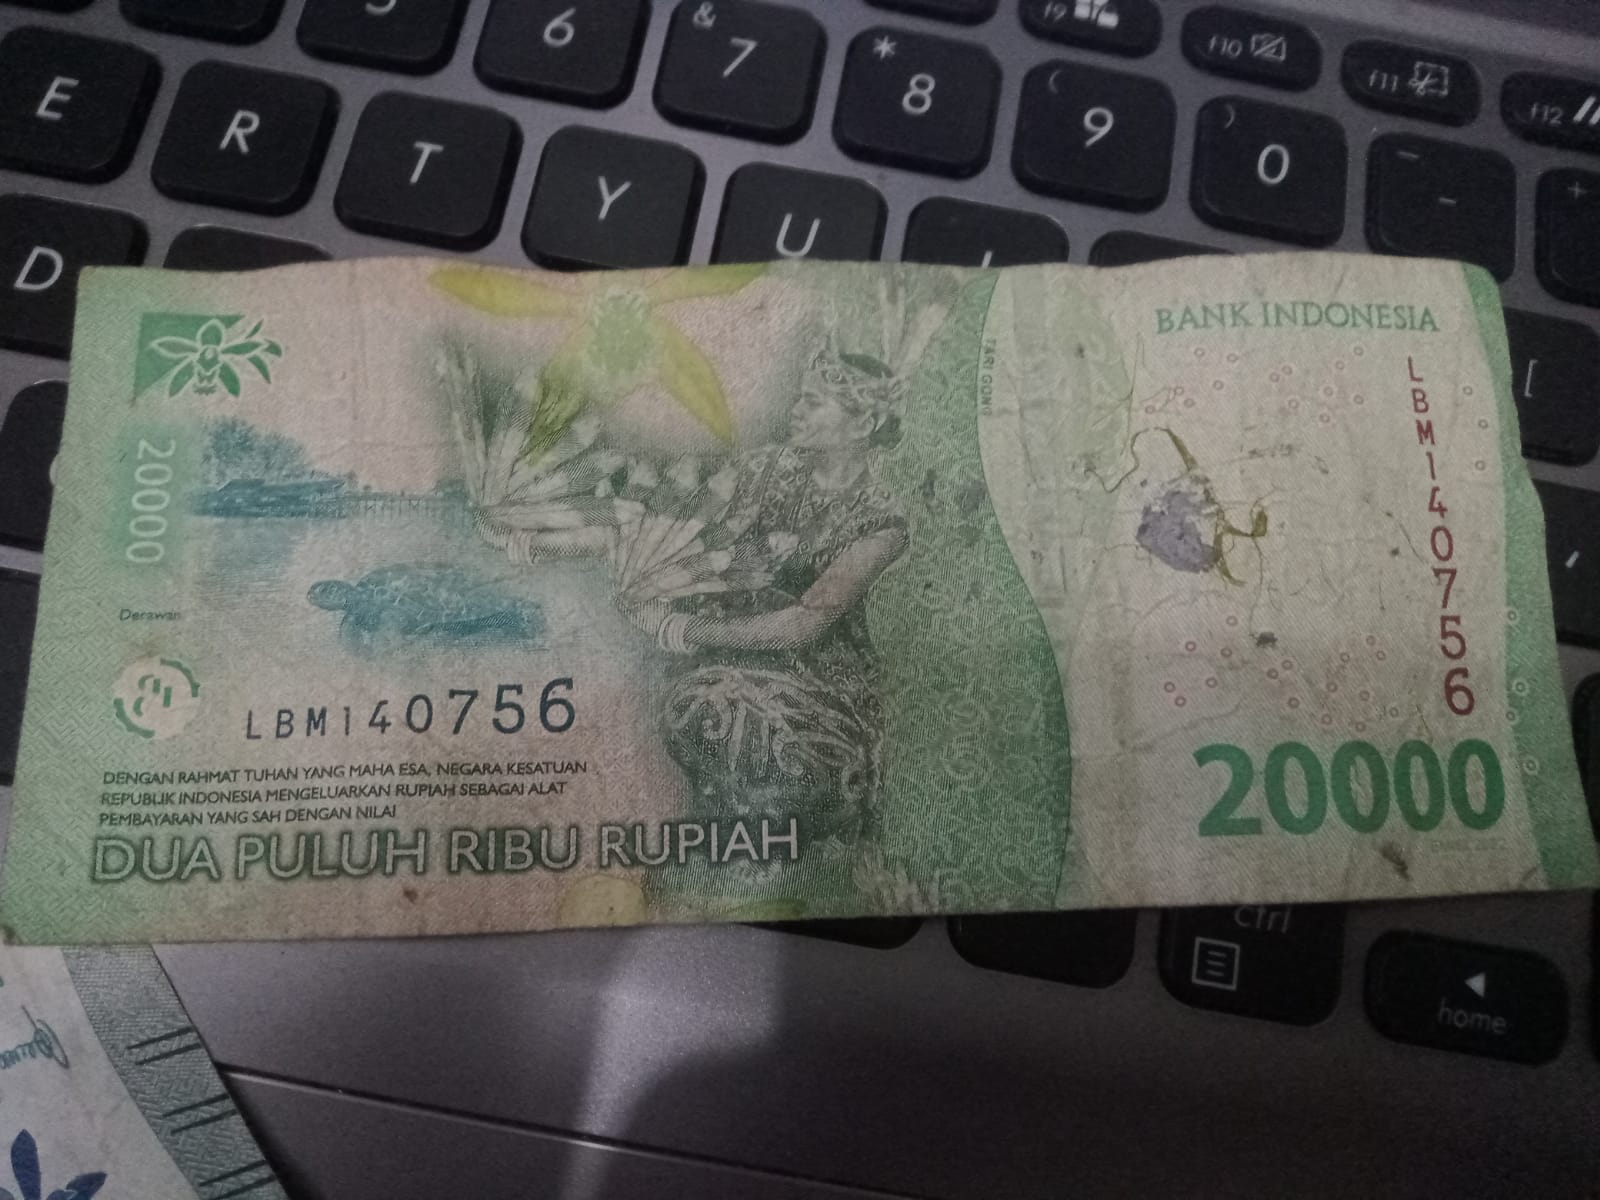 5
6
&
7
*
8
f9
(
9
f10
)
0
f11
-
f12
+
E
R
T
Y
U
D
[
BANK INDONESIA
TARI GONG
LBM140756
20000
Derawan
LBM140756
DENGAN RAHMAT TUHAN YANG MAHA ESA, NEGARA KESATUAN
REPUBLIK INDONESIA MENGELUARKAN RUPIAH SEBAGAI ALAT
PEMBAYARAN YANG SAH DENGAN NILAI
DUA PULUH RIBU RUPIAH
20000
ctrl
home